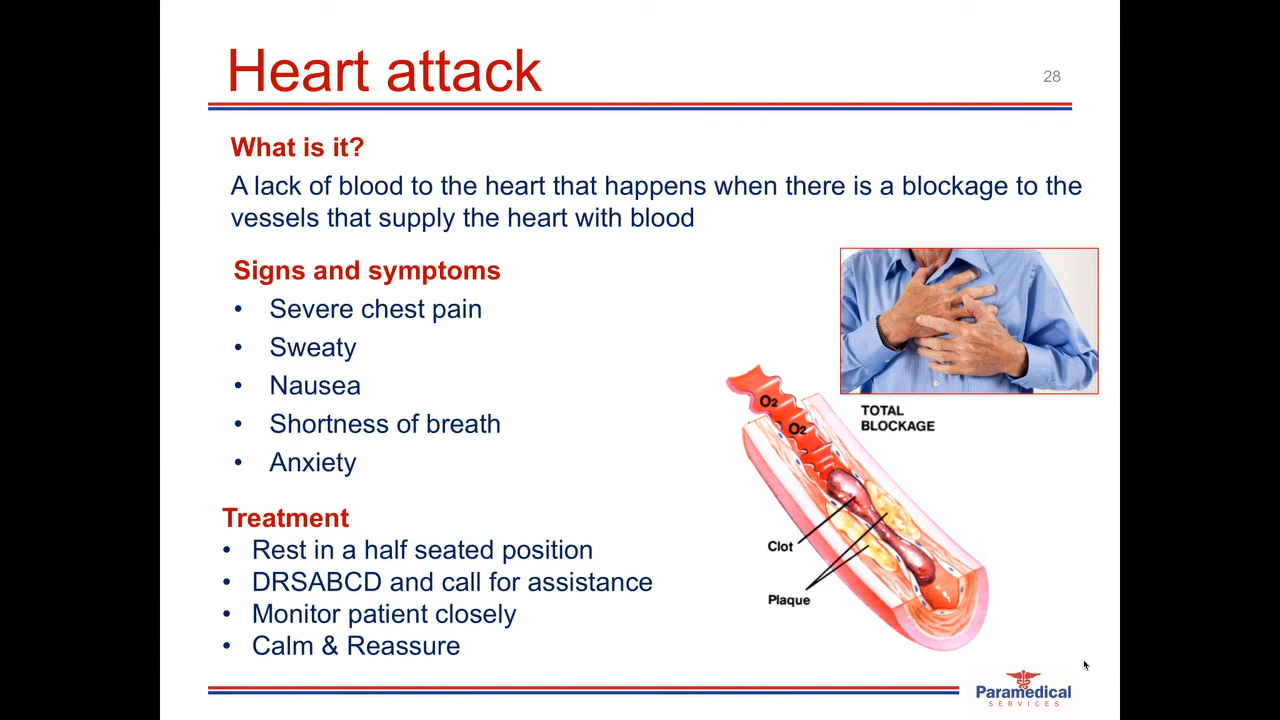 Heart attack
28
What is it?
A lack of blood to the heart that happens when there is a blockage to the
vessels that supply the heart with blood
Signs and symptoms
• Severe chest pain
• Sweaty
• Nausea
• Shortness of breath
• Anxiety
Treatment
• Rest in a half seated position
• DRSABCD and call for assistance
• Monitor patient closely
• Calm & Reassure
O2
O2
TOTAL
BLOCKAGE
Clot
Plaque
Paramedical
SERVICES